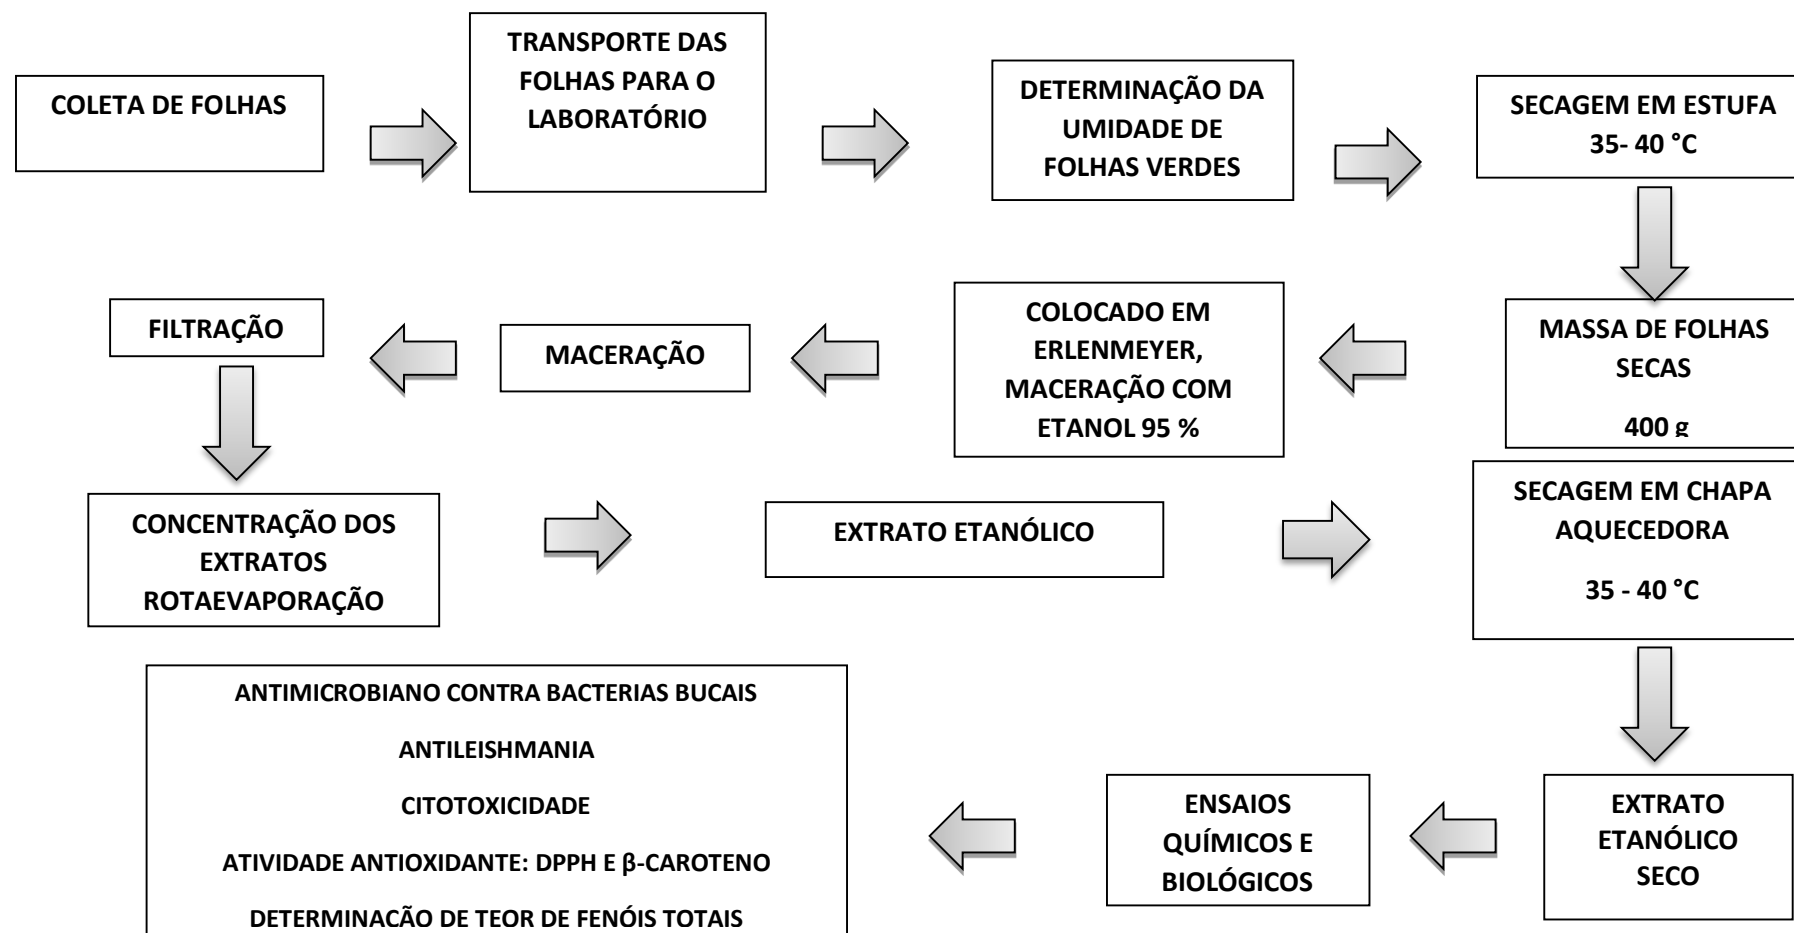 COLETA DE FOLHAS
TRANSPORTE DAS
FOLHAS PARA O
LABORATÓRIO
DETERMINAÇÃO DA
UMIDADE DE
FOLHAS VERDES
SECAGEM EM ESTUFA
35- 40 °C
MASSA DE FOLHAS
SECAS
400 g
COLOCADO EM
ERLENMEYER,
MACERAÇÃO COM
ETANOL 95 %
MACERAÇÃO
FILTRAÇÃO
CONCENTRAÇÃO DOS
EXTRATOS
ROTAEVAPORAÇÃO
EXTRATO ETANÓLICO
SECAGEM EM CHAPA
AQUECEDORA
35 - 40 °C
EXTRATO
ETANÓLICO
SECO
ENSAIOS
QUÍMICOS E
BIOLÓGICOS
ANTIMICROBIANO CONTRA BACTERIAS BUCAIS
ANTILEISHMANIA
CITOTOXICIDADE
ATIVIDADE ANTIOXIDANTE: DPPH E β-CAROTENO
DETERMINAÇÃO DE TEOR DE FENÓIS TOTAIS